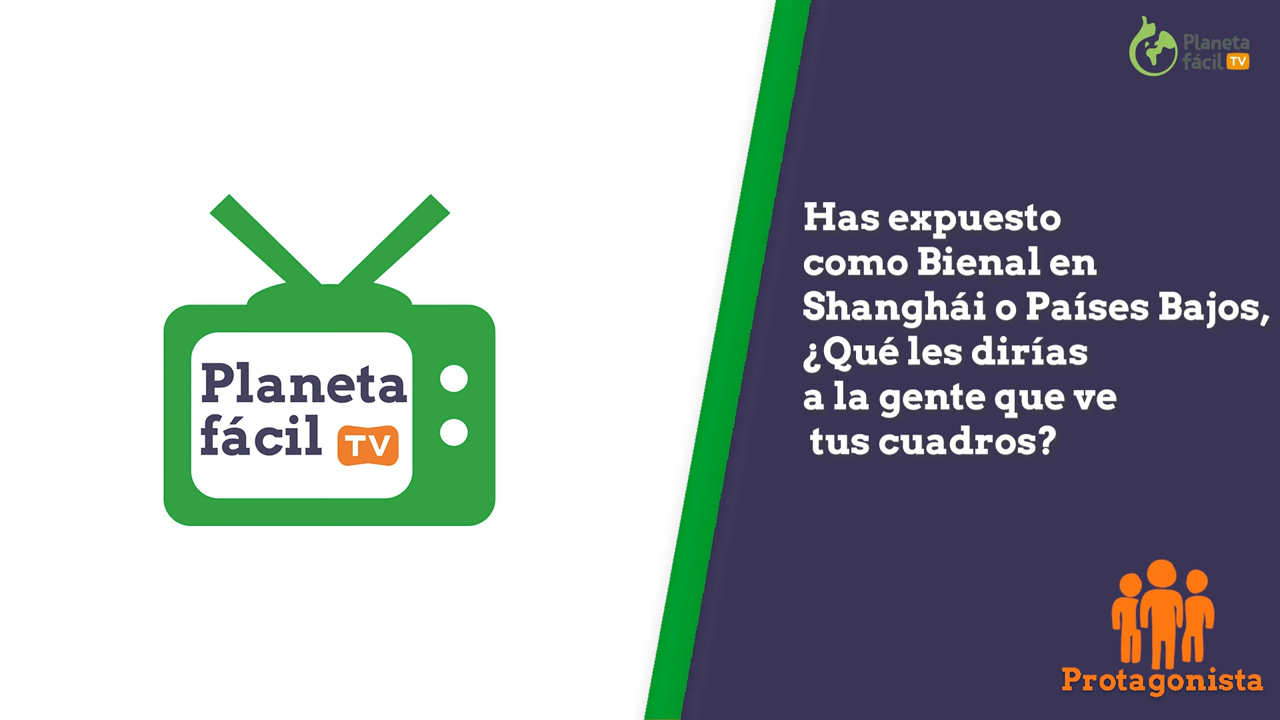 Planeta
fácil TV
Planeta
fácil TV
Has expuesto
como Bienal en
Shangháі o Países Bajos,
¿Qué les dirías
a la gente que ve
tus cuadros?
Protagonista